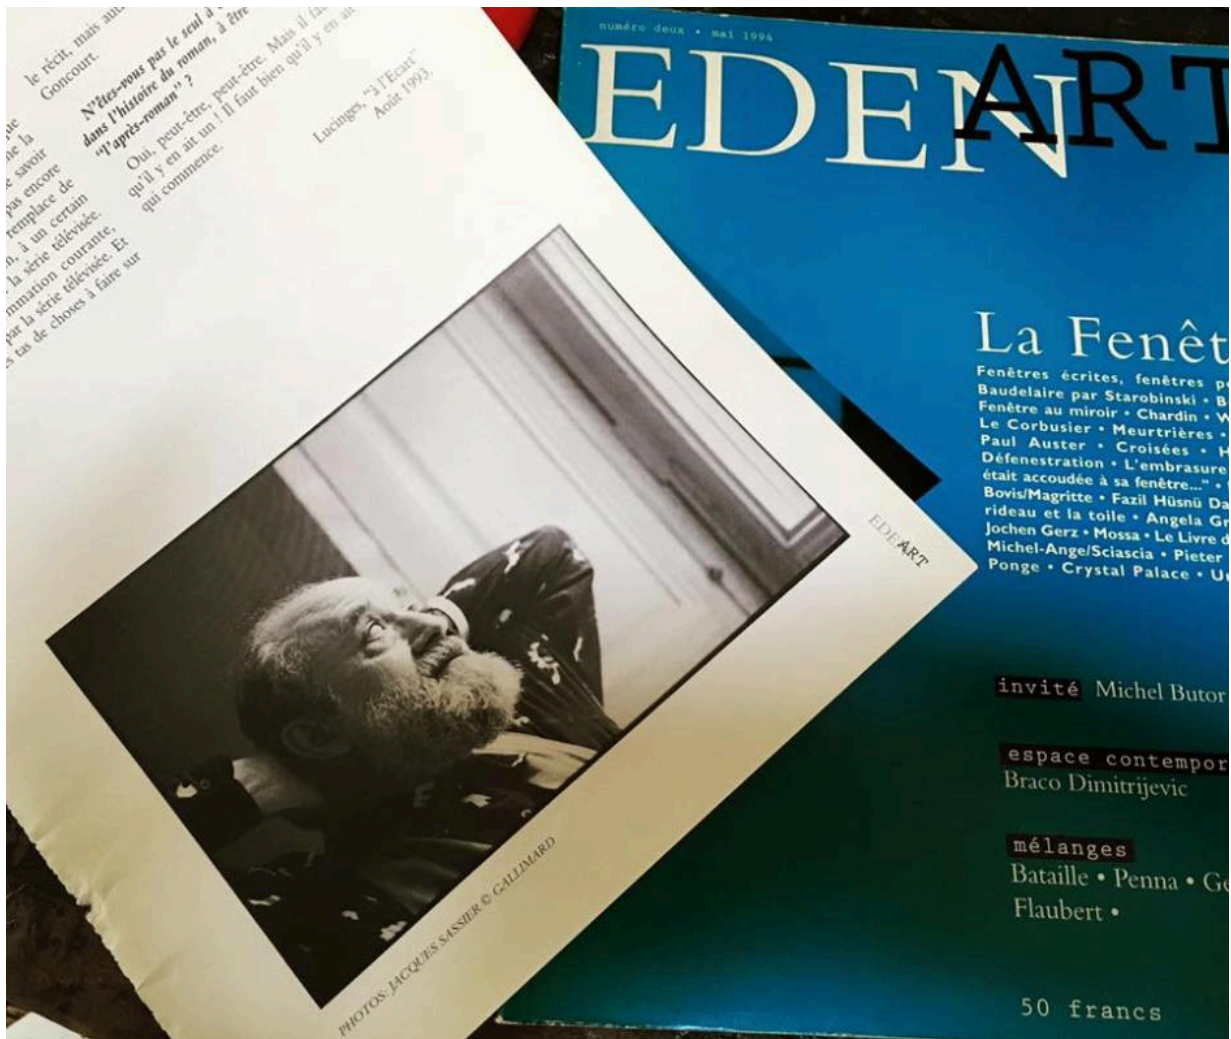 le récit, mais
Goncourt.
N'êtes-vous pas le seul à
dans l'histoire du roman, à être
"l'après-roman" ?
Oui, peut-être, peut-être. Mais il
qu'il y en ait un ! Il faut bien qu'il y en ait
qui commence.
Lucinges, "à l'Ecart"
Août 1993.
que
la
savoir
pas encore
remplace de
à un certain
la série télévisée.
courante,
par la série télévisée. Et
tas de choses à faire sur
EDENART
PHOTOS: JACQUES SASSIER © GALLIMARD
numéro deux • mai 1994
EDENART
La Fenêt
Fenêtres écrites, fenêtres p
Baudelaire par Starobinski • B
Fenêtre au miroir • Chardin • W
Le Corbusier • Meurtrières •
Paul Auster • Croisées • H
Défenestration • L'embrasure
était accoudée à sa fenêtre..." •
Bovis/Magritte • Fazil Hüsnü Da
rideau et la toile • Angela G
Jochen Gerz • Mossa • Le Livre d
Michel-Ange/Sciascia • Pieter
Ponge • Crystal Palace • U
invité Michel Butor
espace contempor
Braco Dimitrijevic
mélanges
Bataille • Penna • Ge
Flaubert •
50 francs